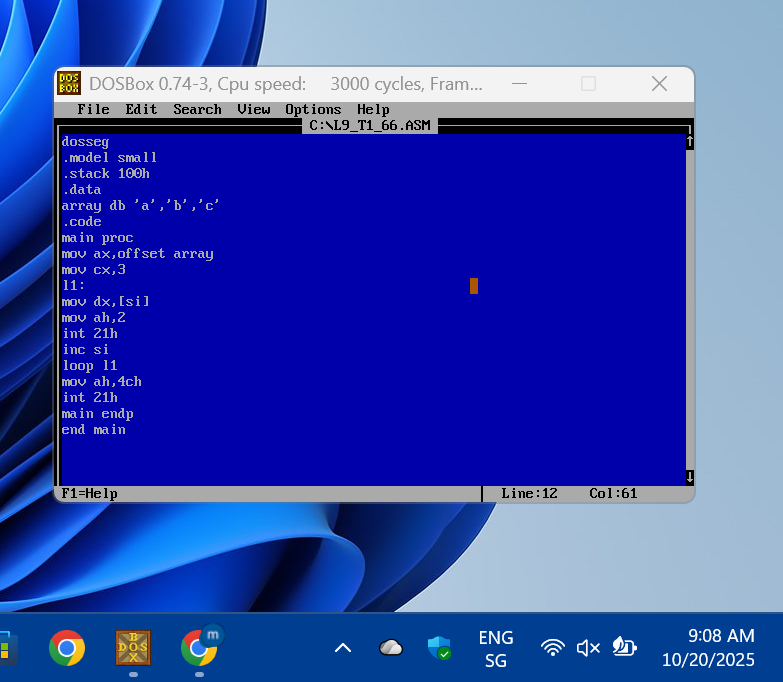 DOSBox 0.74-3, Cpu speed: 3000 cycles, Fram...
File Edit Search View Options Help
C:\L9_T1_66.ASM
dosseg
.model small
.stack 100h
.data
array db 'a','b','c'
.code
main proc
mov ax,offset array
mov cx,3
l1:
mov dx,[si]
mov ah,2
int 21h
inc si
loop l1
mov ah,4ch
int 21h
main endp
end main
F1=Help Line:12 Col:61
ENG
SG
9:08 AM
10/20/2025
DOS
BOX
m